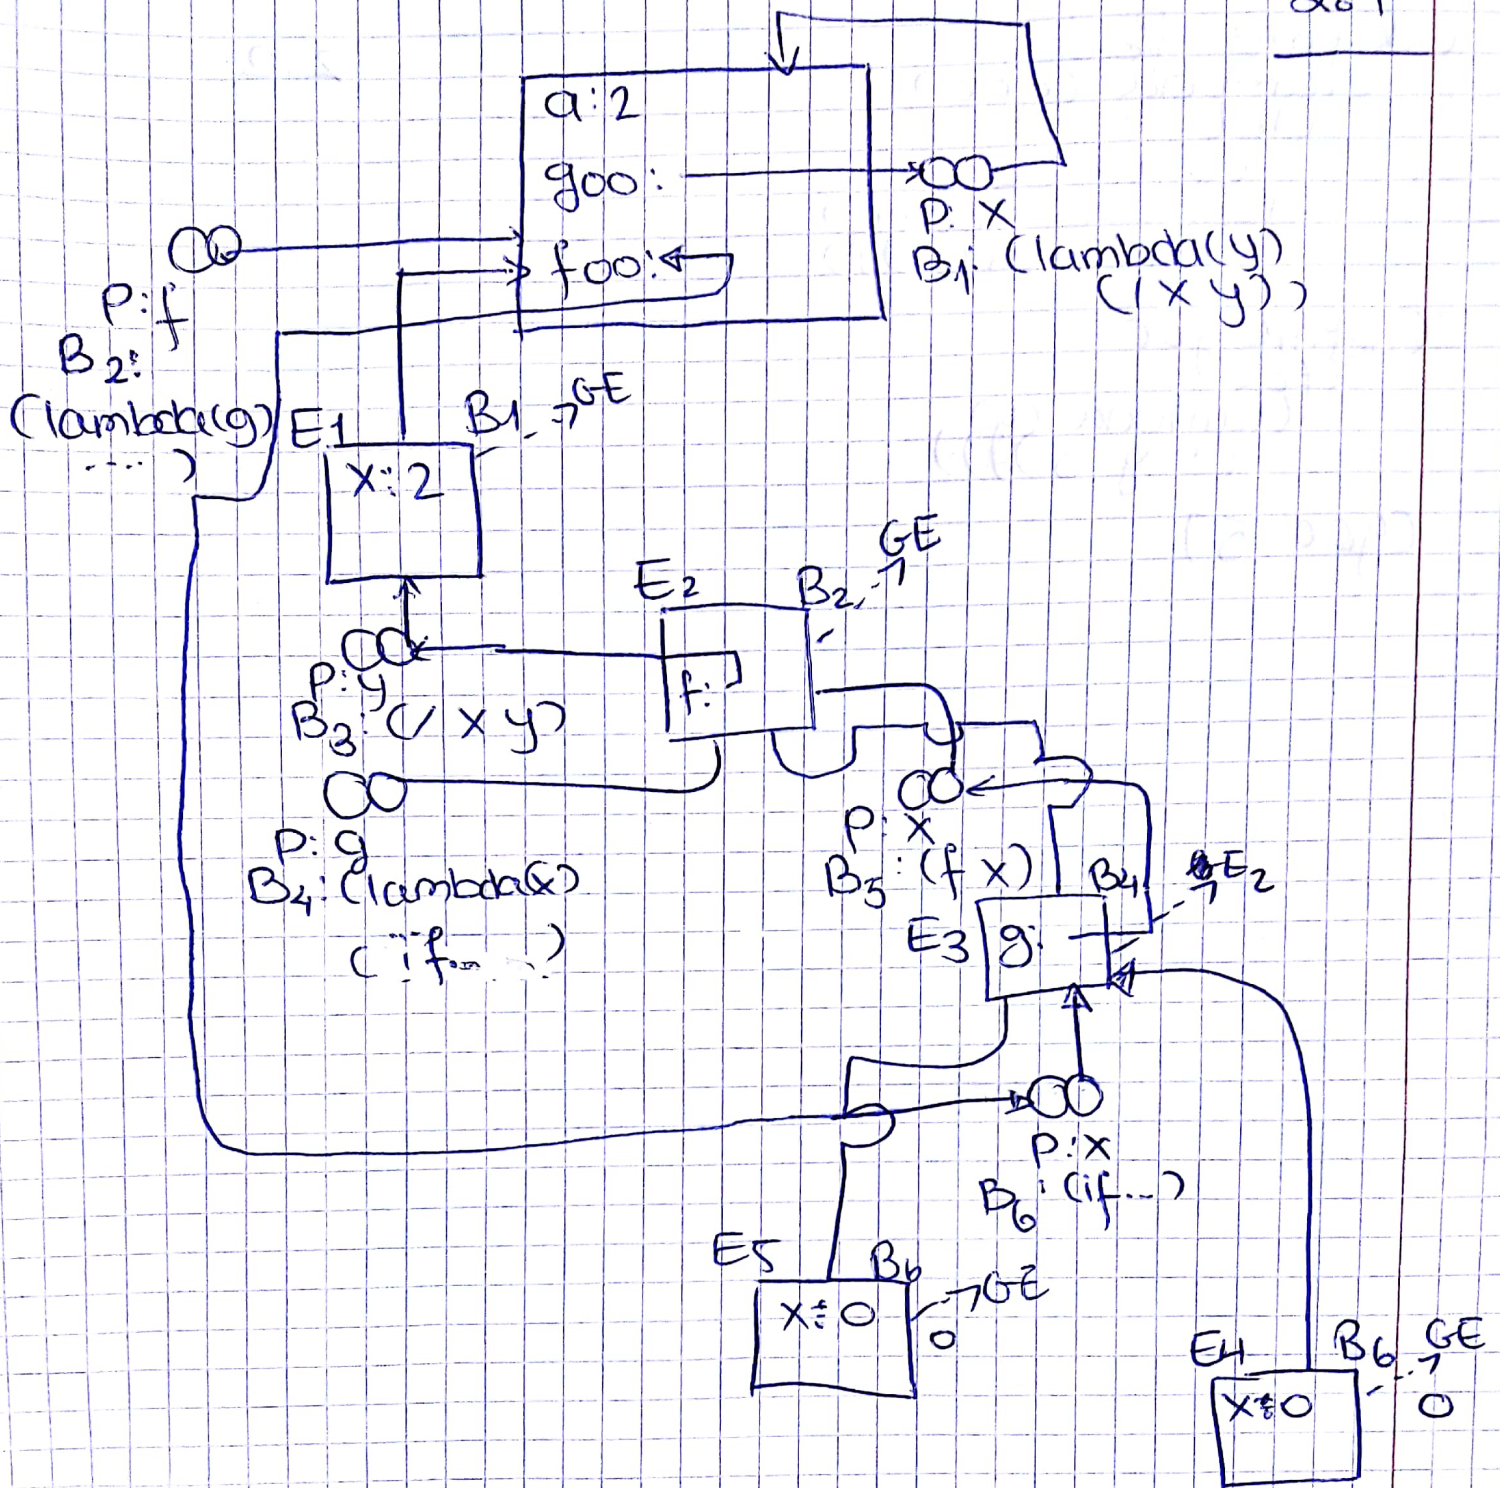 a:2
goo:
P: x
B1: (lambda(y)
(/ x y))
foo:
P:f
B2:
(lambda(g)
.... )
E1
B1 GE
x:2
GE
E2
B2
f:
P:y
B3: (/ x y)
P: g
B4: (lambda(x)
( if... )
P: x
B5: (f x)
B4
E2
E3
g:
P:x
B6: (if...)
E5
B6
GE
x:0
0
E4
B6
GE
x:0
0